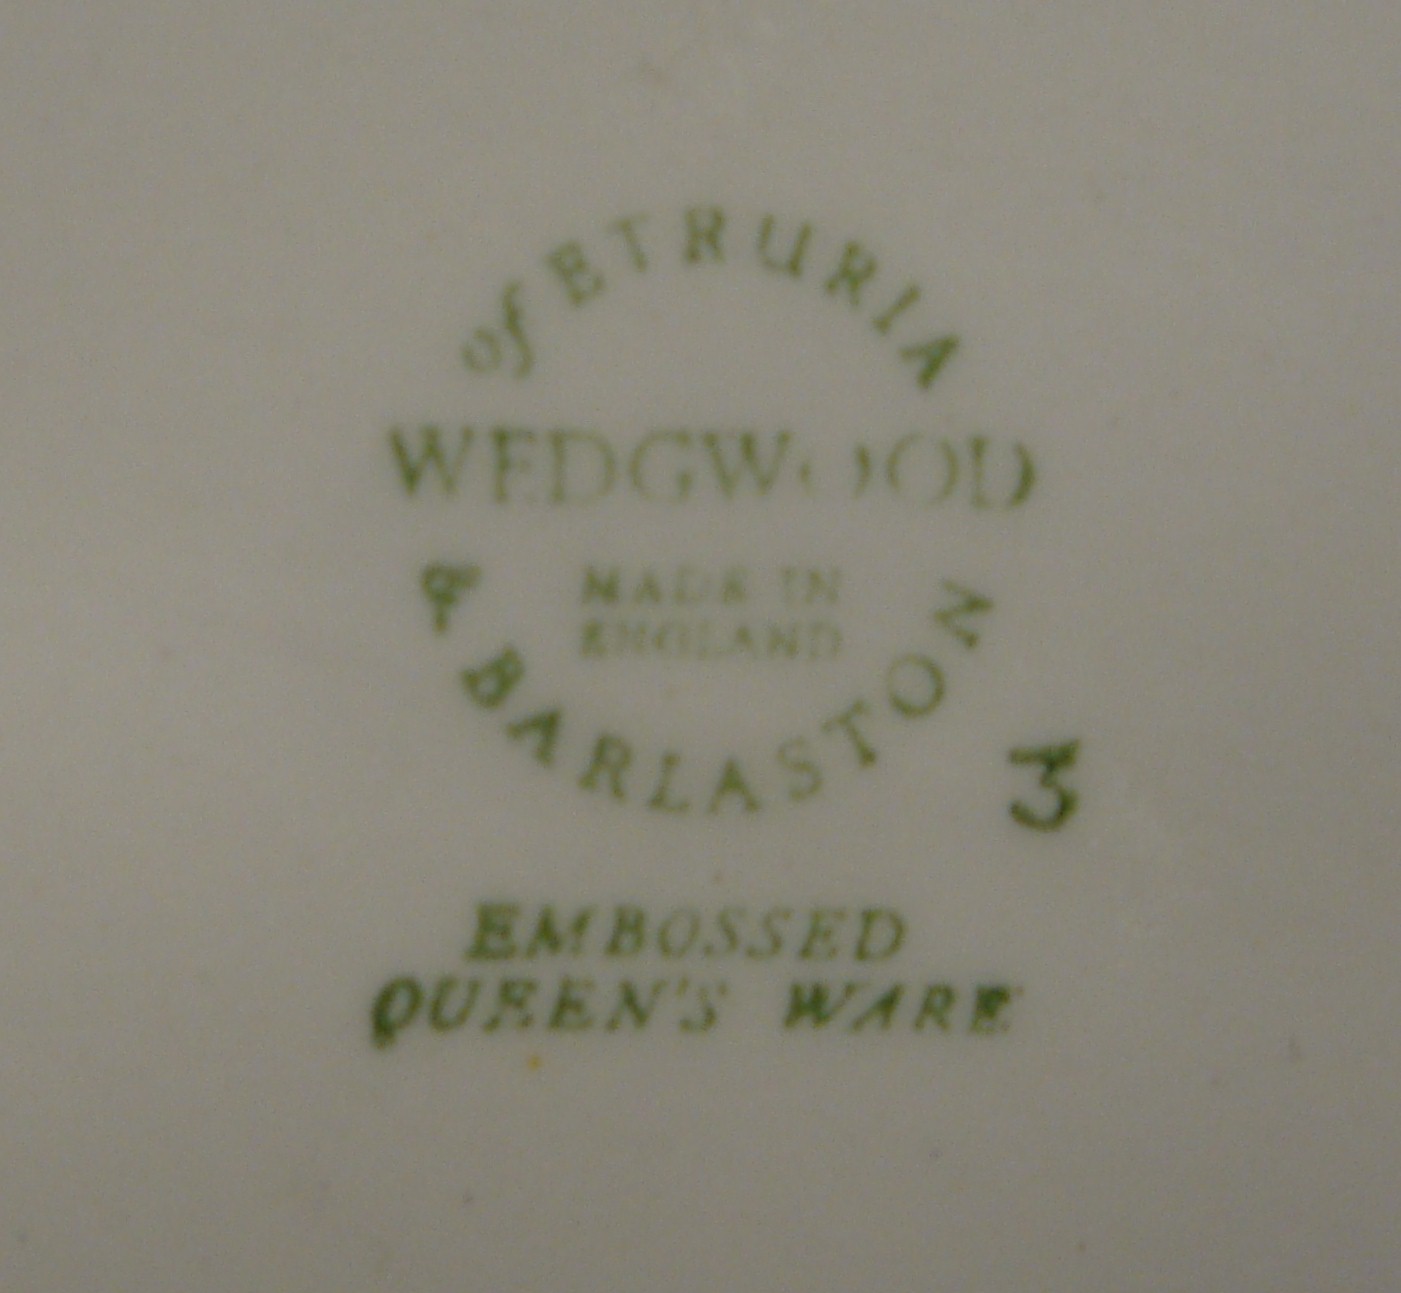 of ETRURIA
WEDGWOOD
MADE IN
ENGLAND
& BARLASTON
3
EMBOSSED
QUEEN'S WARE